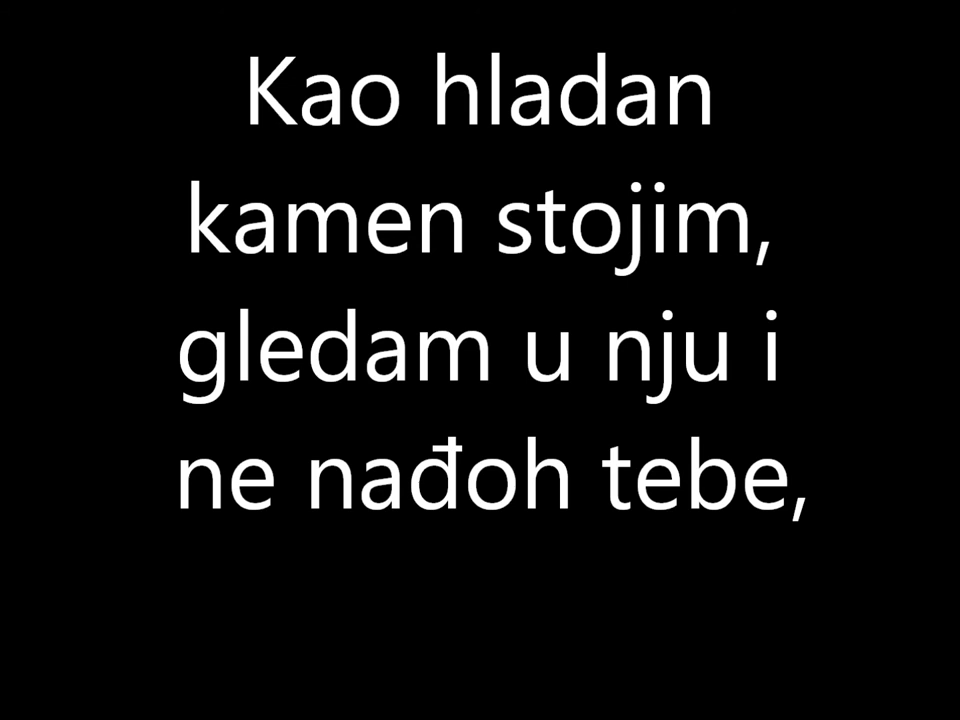 Kao hladan
kamen stojim,
gledam u nju i
ne nađoh tebe,